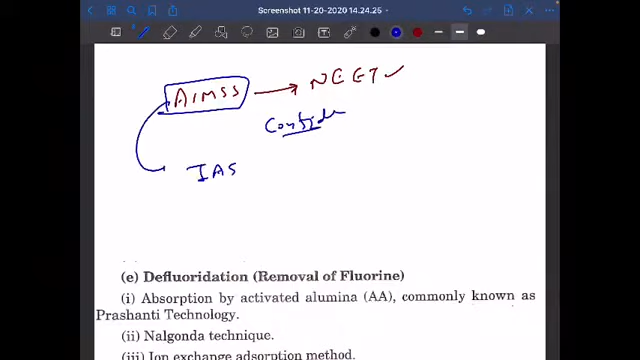 Aimsshot 11-20-2020 14.24.25
AIMSS → NEET ✓
IAS
(e) Defluoridation (Removal of Fluorine)
(i) Absorption by activated alumina (AA), commonly known as
Prashanti Technology.
(ii) Nalgonda technique.
(iii) Ion exchange adsorption method.